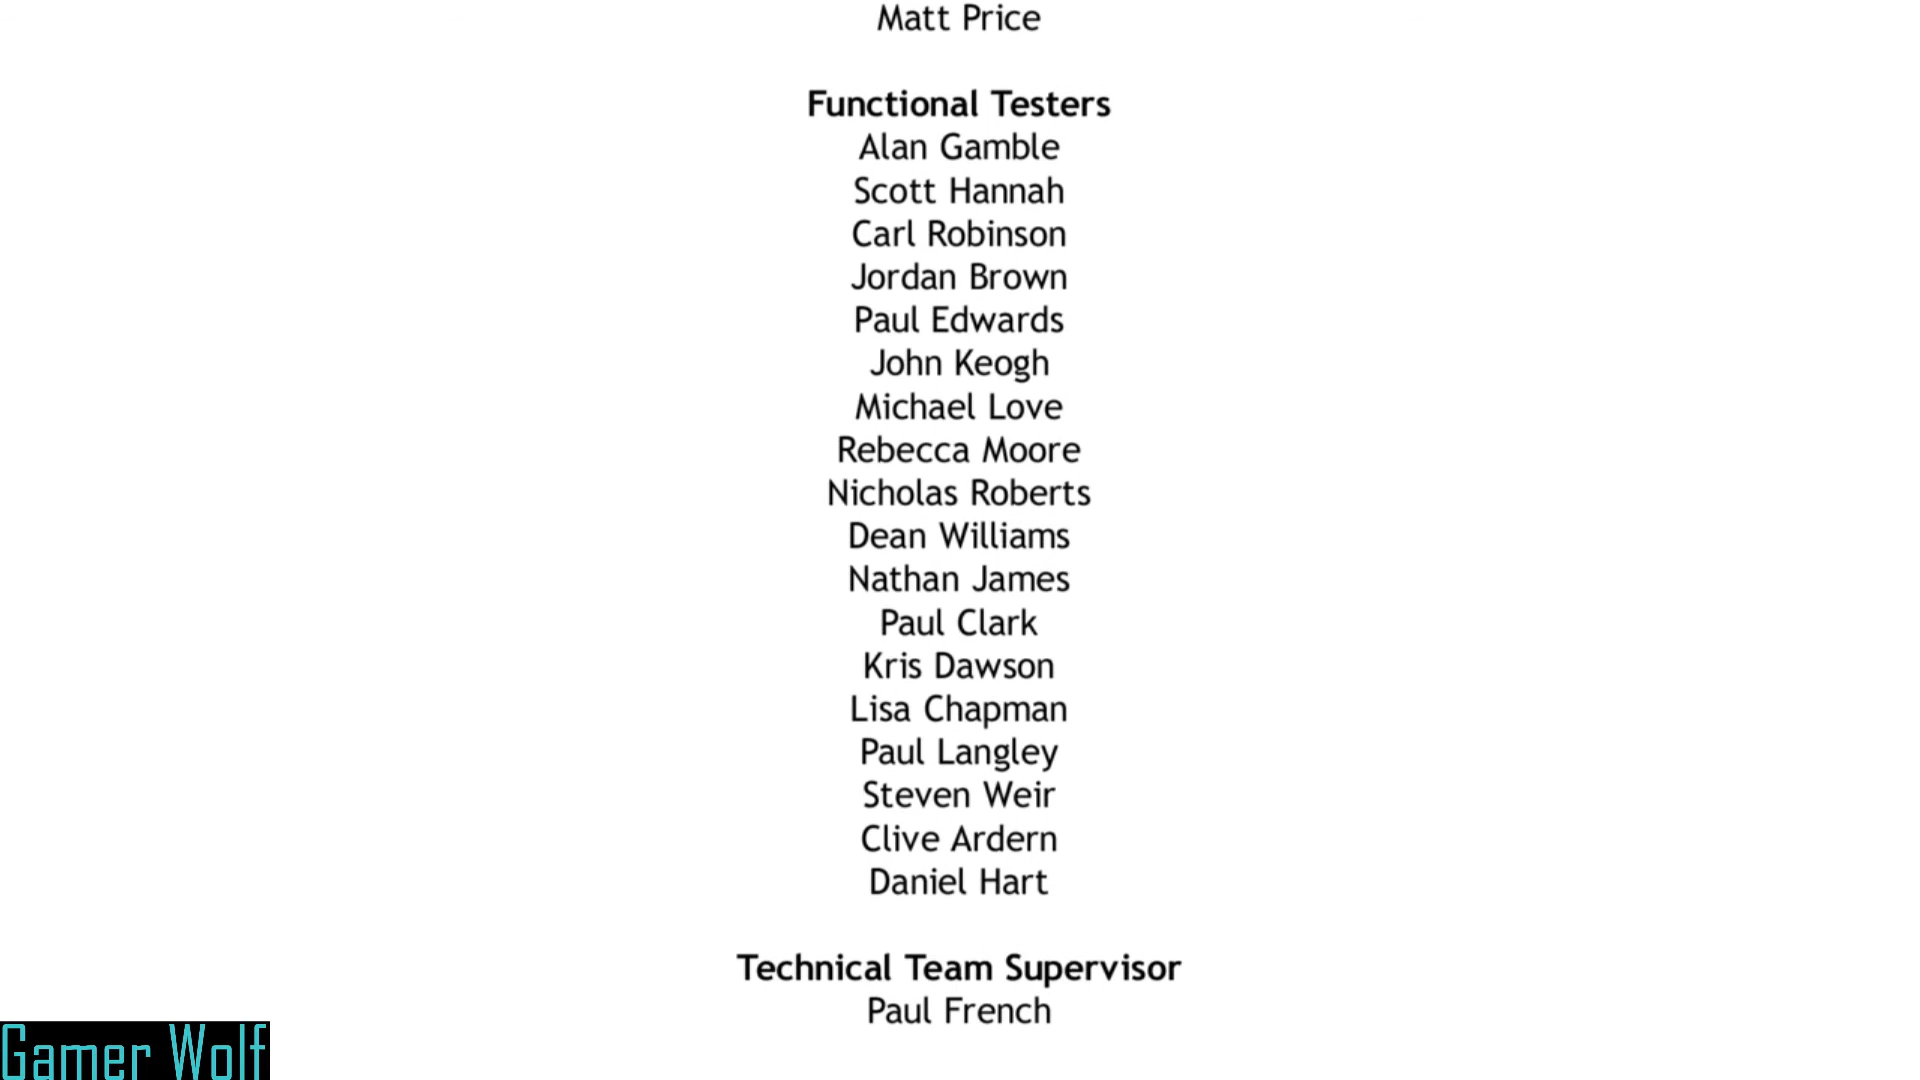 Matt Price
Functional Testers
Alan Gamble
Scott Hannah
Carl Robinson
Jordan Brown
Paul Edwards
John Keogh
Michael Love
Rebecca Moore
Nicholas Roberts
Dean Williams
Nathan James
Paul Clark
Kris Dawson
Lisa Chapman
Paul Langley
Steven Weir
Clive Ardern
Daniel Hart
Technical Team Supervisor
Paul French
Gamer Wolf